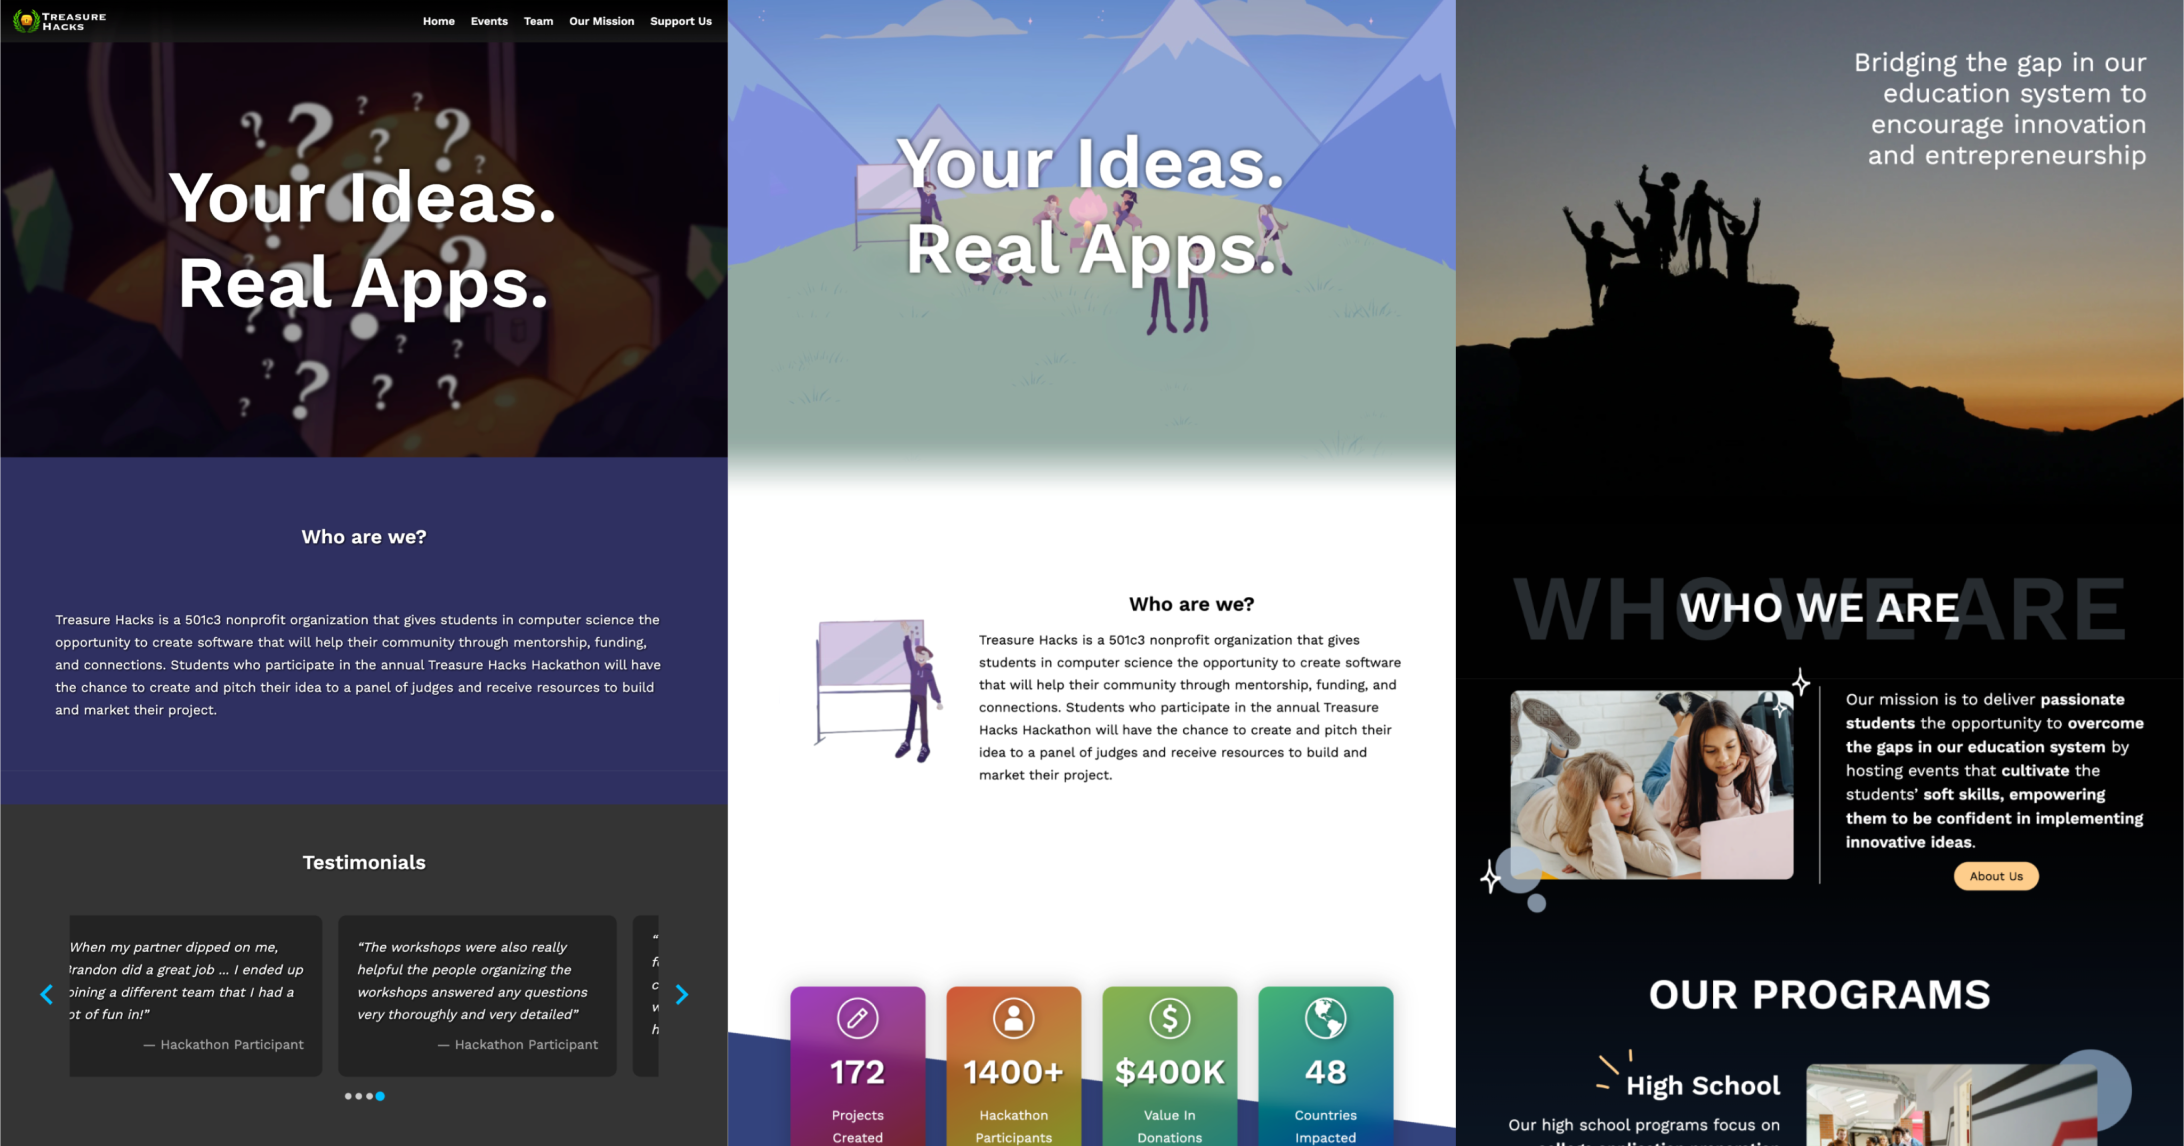 TREASURE
HACKS
Home Events Team Our Mission Support Us
? ? ? ? ? ? ? ? ? ? ? ? ? ? ? ? ? ? ? ?
Your Ideas.
Real Apps.
Who are we?
Treasure Hacks is a 501c3 nonprofit organization that gives students in computer science the
opportunity to create software that will help their community through mentorship, funding,
and connections. Students who participate in the annual Treasure Hacks Hackathon will have
the chance to create and pitch their idea to a panel of judges and receive resources to build
and market their project.
Testimonials
When my partner dipped on me,
Brandon did a great job ... I ended up
oining a different team that I had a
ot of fun in!”
— Hackathon Participant
“The workshops were also really
helpful the people organizing the
workshops answered any questions
very thoroughly and very detailed”
— Hackathon Participant
“
Your Ideas.
Real Apps.
Who are we?
Treasure Hacks is a 501c3 nonprofit organization that gives
students in computer science the opportunity to create software
that will help their community through mentorship, funding, and
connections. Students who participate in the annual Treasure
Hacks Hackathon will have the chance to create and pitch their
idea to a panel of judges and receive resources to build and
market their project.
172
Projects
Created
1400+
Hackathon
Participants
$
$400K
Value In
Donations
48
Countries
Impacted
Bridging the gap in our
education system to
encourage innovation
and entrepreneurship
WHO WE ARE
WHO WE ARE
Our mission is to deliver passionate
students the opportunity to overcome
the gaps in our education system by
hosting events that cultivate the
students’ soft skills, empowering
them to be confident in implementing
innovative ideas.
About Us
OUR PROGRAMS
High School
Our high school programs focus on